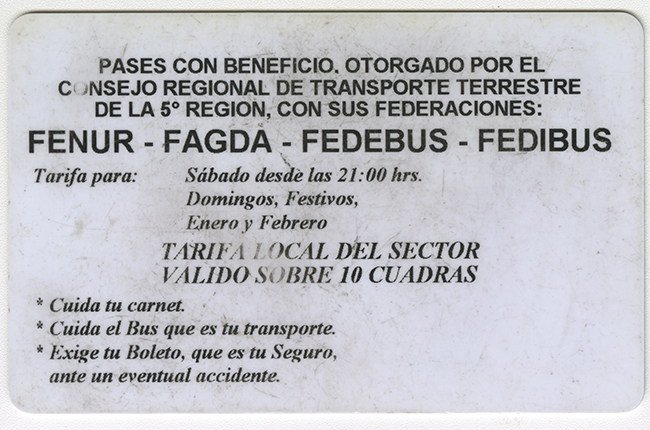 PASES CON BENEFICIO. OTORGADO POR EL
CONSEJO REGIONAL DE TRANSPORTE TERRESTRE
DE LA 5° REGION, CON SUS FEDERACIONES:
FENUR - FAGDA - FEDEBUS - FEDIBUS
Tarifa para: Sábado desde las 21:00 hrs.
Domingos, Festivos,
Enero y Febrero
TARIFA LOCAL DEL SECTOR
VALIDO SOBRE 10 CUADRAS
* Cuida tu carnet.
* Cuida el Bus que es tu transporte.
* Exige tu Boleto, que es tu Seguro,
ante un eventual accidente.